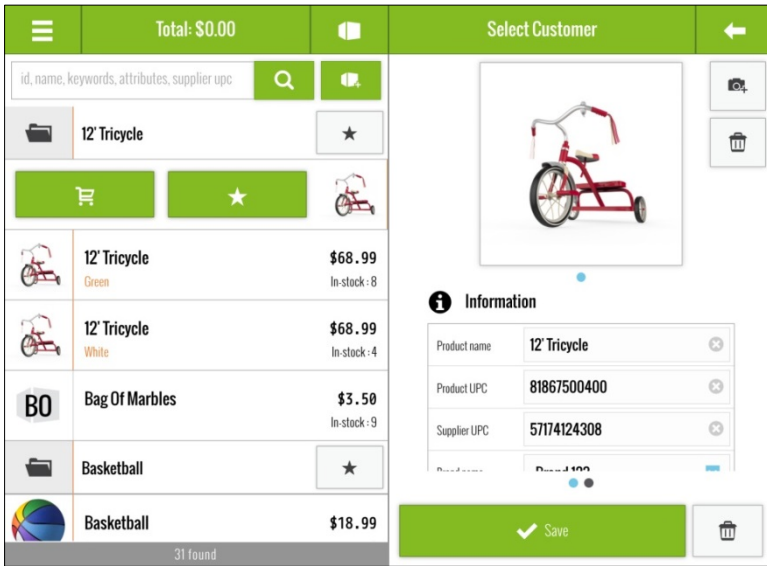 Total: $0.00
Select Customer
id, name, keywords, attributes, supplier upc
12' Tricycle
12' Tricycle
$68.99
Green
In-stock : 8
12' Tricycle
$68.99
White
In-stock : 4
BO
Bag Of Marbles
$3.50
In-stock : 9
Basketball
Basketball
$18.99
31 found
Information
Product name
12' Tricycle
Product UPC
81867500400
Supplier UPC
57174124308
Save